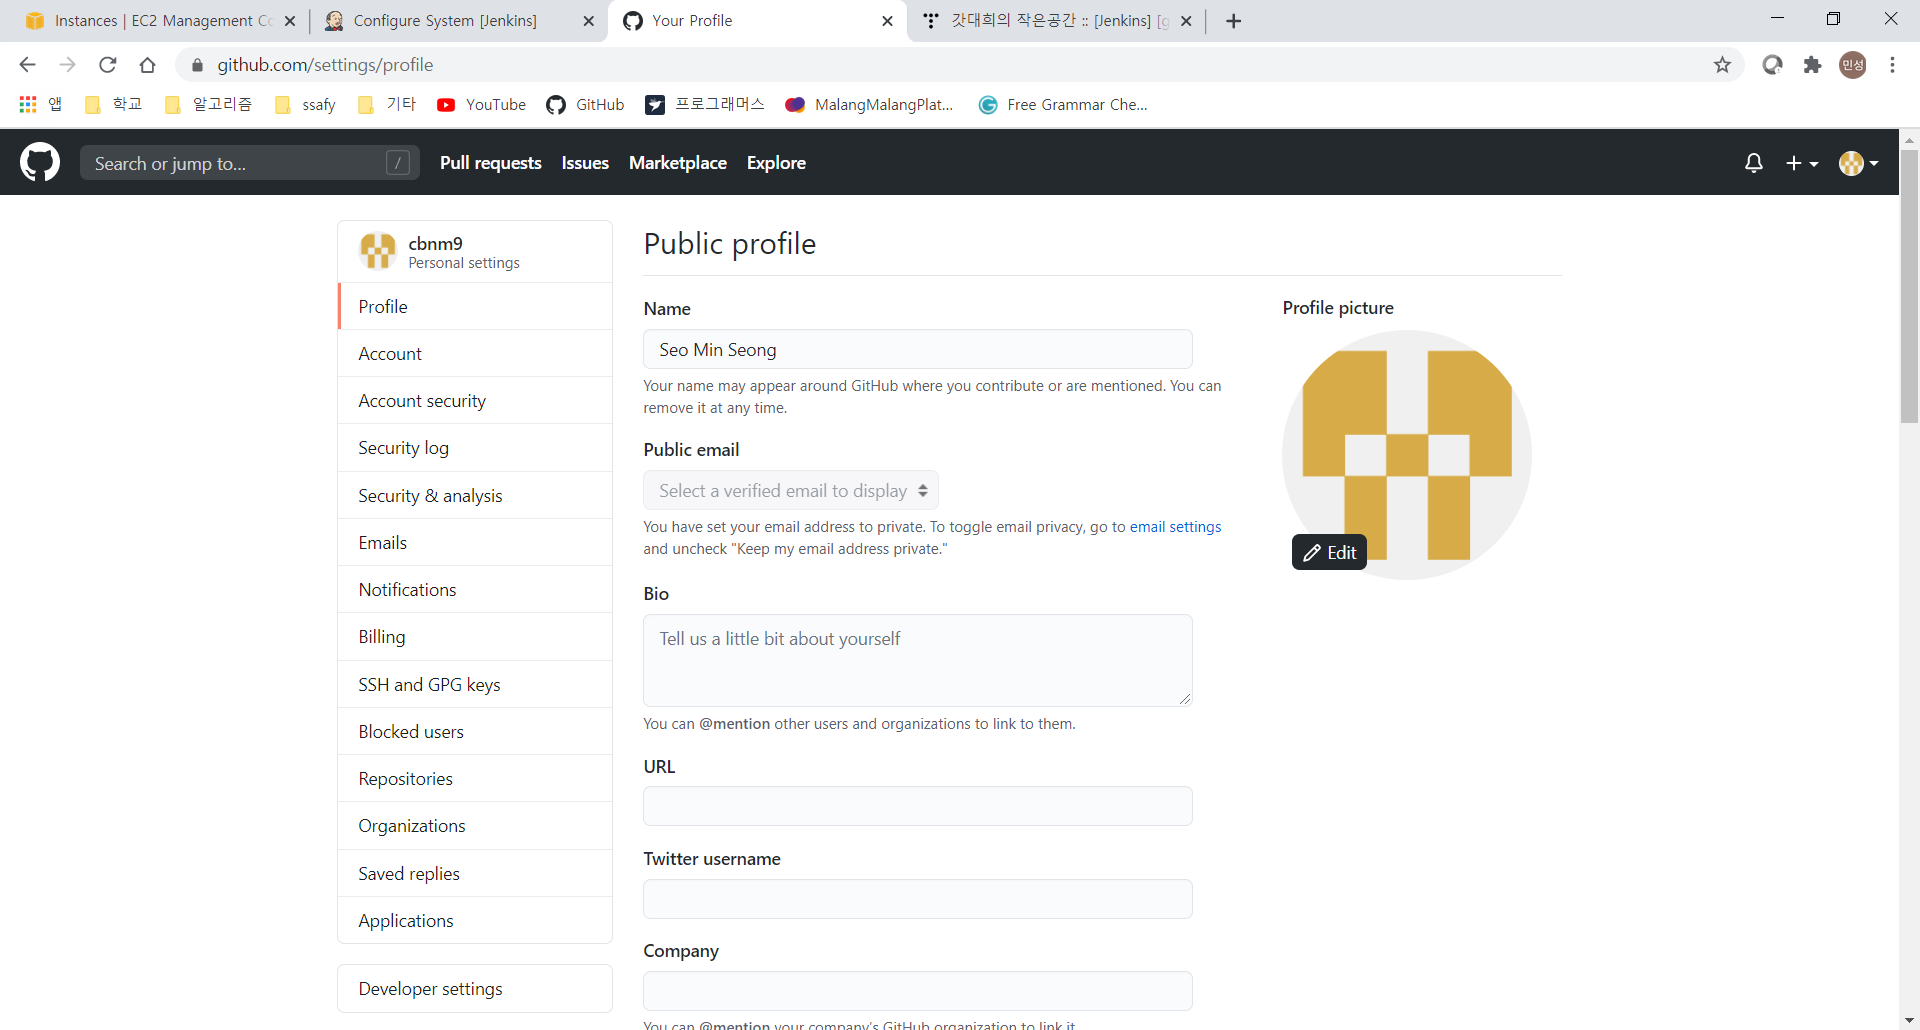 Instances | EC2 Management Co
Configure System [Jenkins]
Your Profile
갓대희의 작은공간 :: [Jenkins] [g
github.com/settings/profile
민성
앱
학교
알고리즘
ssafy
기타
YouTube
GitHub
프로그래머스
MalangMalangPlat...
Free Grammar Che...
Search or jump to...
/
Pull requests
Issues
Marketplace
Explore
cbnm9
Personal settings
Profile
Account
Account security
Security log
Security & analysis
Emails
Notifications
Billing
SSH and GPG keys
Blocked users
Repositories
Organizations
Saved replies
Applications
Developer settings
Public profile
Name
Seo Min Seong
Your name may appear around GitHub where you contribute or are mentioned. You can
remove it at any time.
Public email
Select a verified email to display
You have set your email address to private. To toggle email privacy, go to email settings
and uncheck "Keep my email address private."
Bio
Tell us a little bit about yourself
You can @mention other users and organizations to link to them.
URL
Twitter username
Company
You can @mention your company's GitHub organization to link it.
Profile picture
Edit